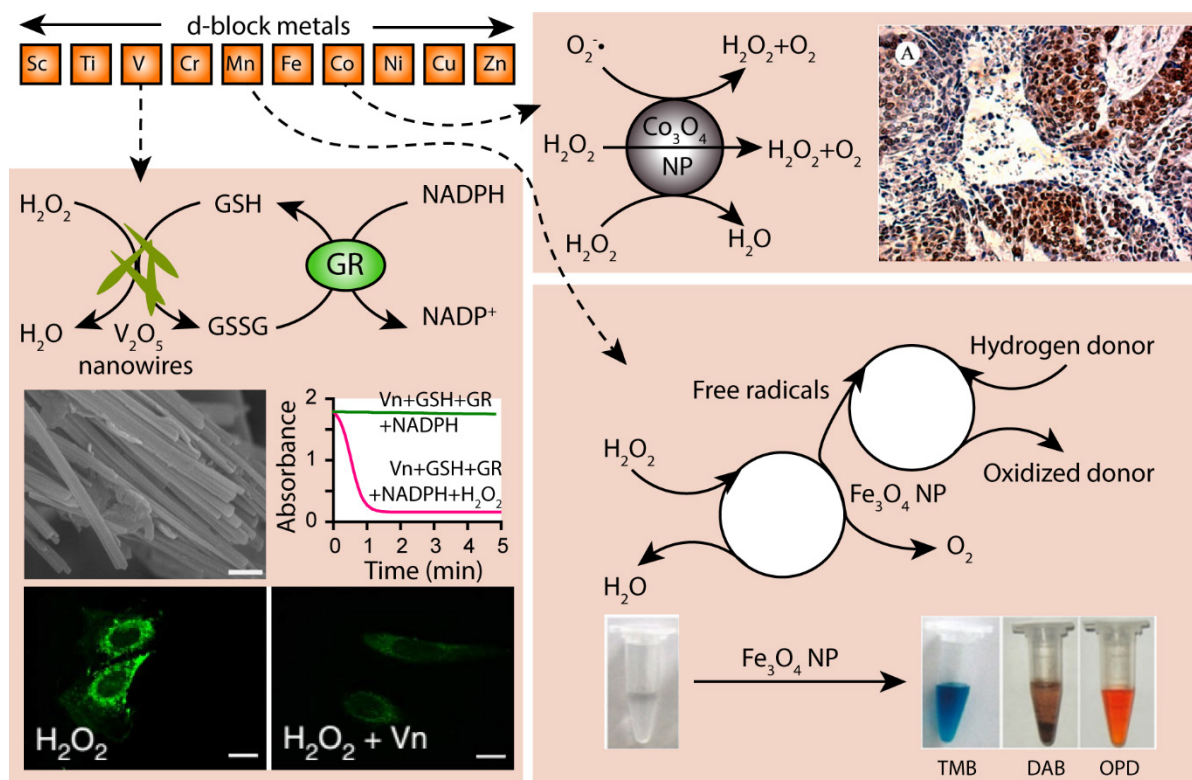 d-block metals
Sc Ti V Cr Mn Fe Co Ni Cu Zn
H₂O₂ GSH NADPH
GR
H₂O V₂O₅ GSSG NADP⁺
nanowires
Absorbance
2
1
0
Vn+GSH+GR
+NADPH
Vn+GSH+GR
+NADPH+H₂O₂
0 1 2 3 4 5
Time (min)
H₂O₂
H₂O₂ + Vn
O₂⁻• H₂O₂+O₂
Co₃O₄
H₂O₂ NP H₂O₂+O₂
H₂O₂ H₂O
A
Hydrogen donor
Free radicals
H₂O₂ Oxidized donor
Fe₃O₄ NP
O₂
H₂O
Fe₃O₄ NP
TMB DAB OPD